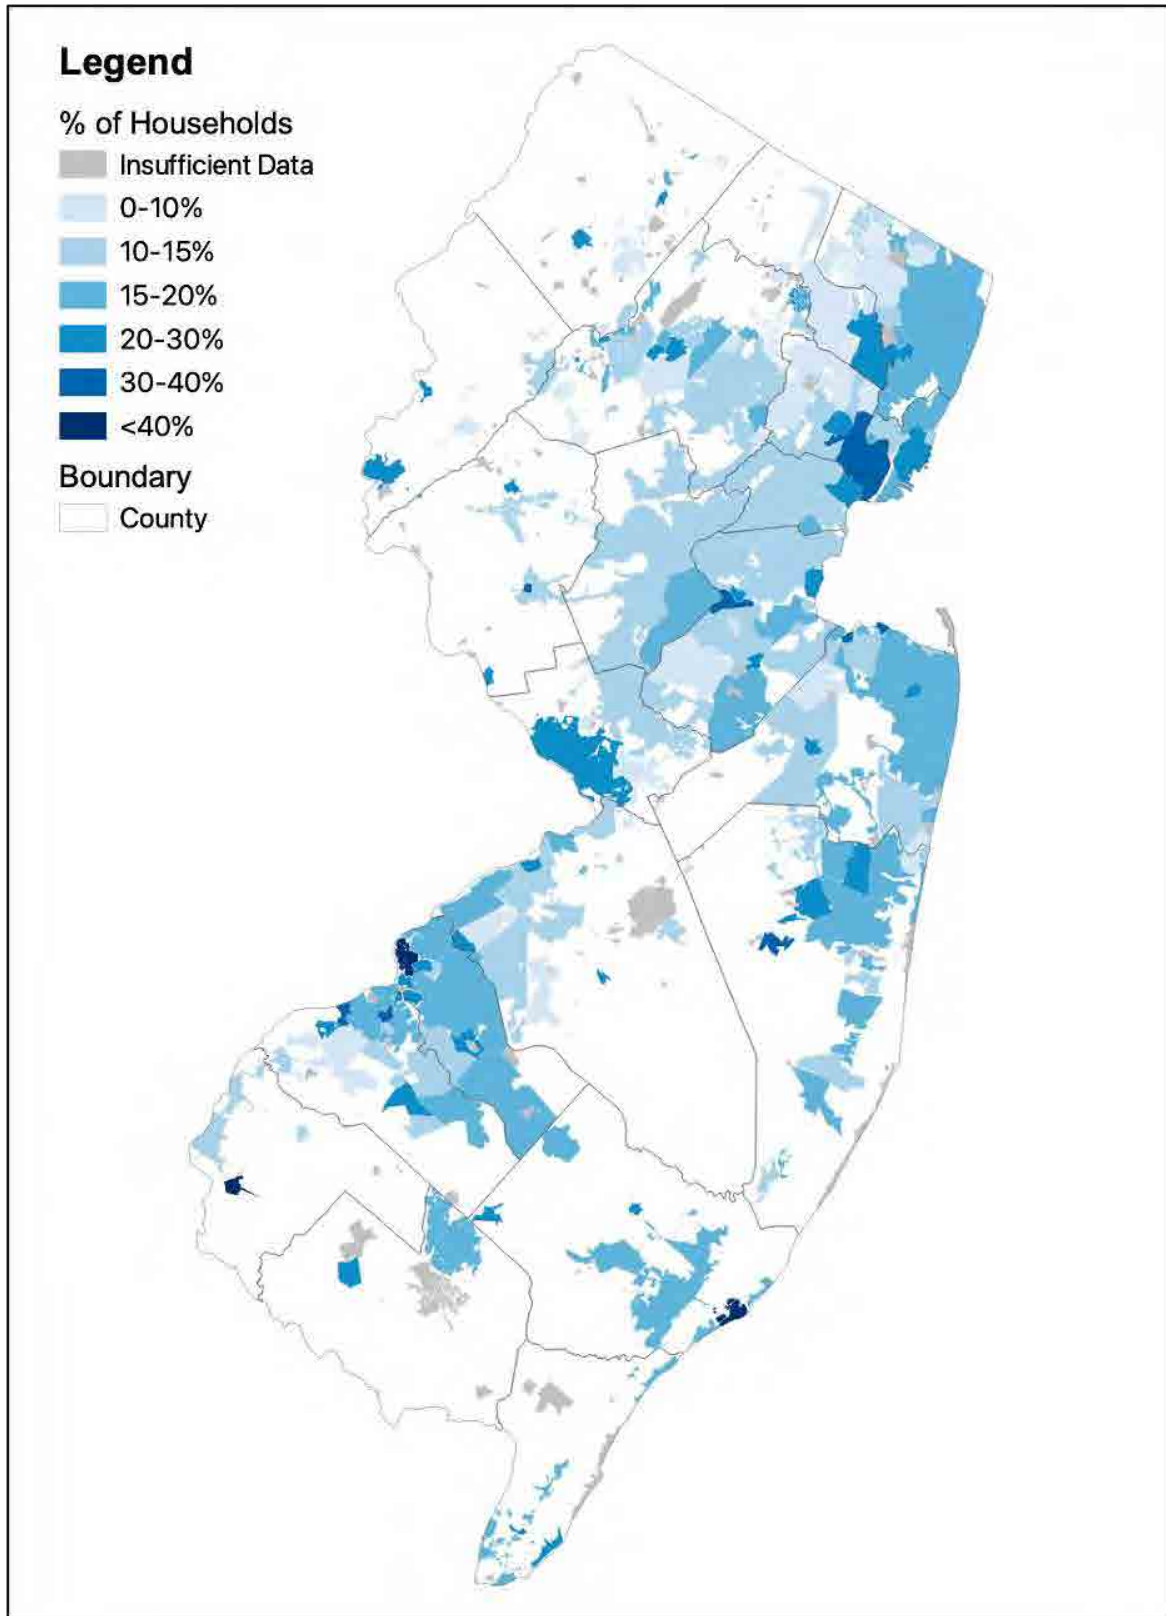 Legend
% of Households
Insufficient Data
0-10%
10-15%
15-20%
20-30%
30-40%
<40%
Boundary
County